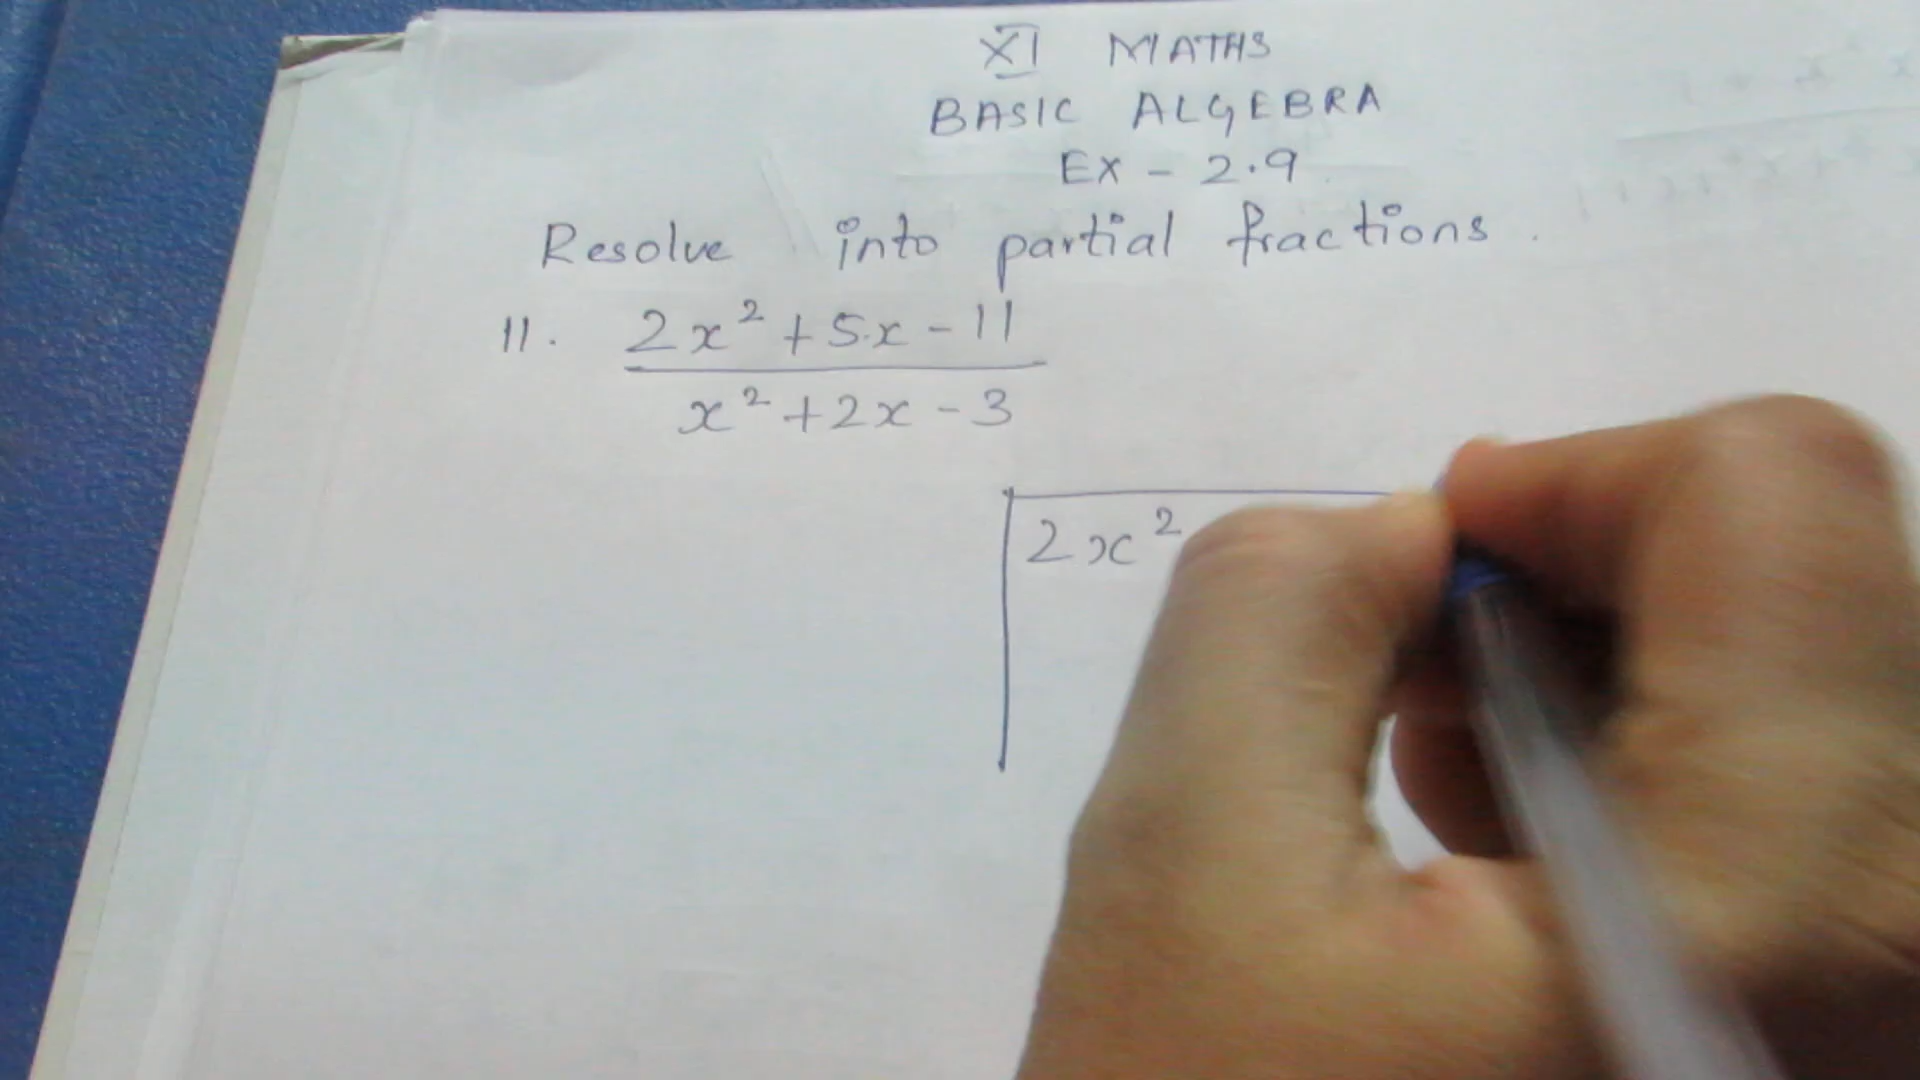 XI MATHS
BASIC ALGEBRA
EX - 2.9
Resolve into partial fractions.
11. 2x² + 5x - 11
x² + 2x - 3
2x²